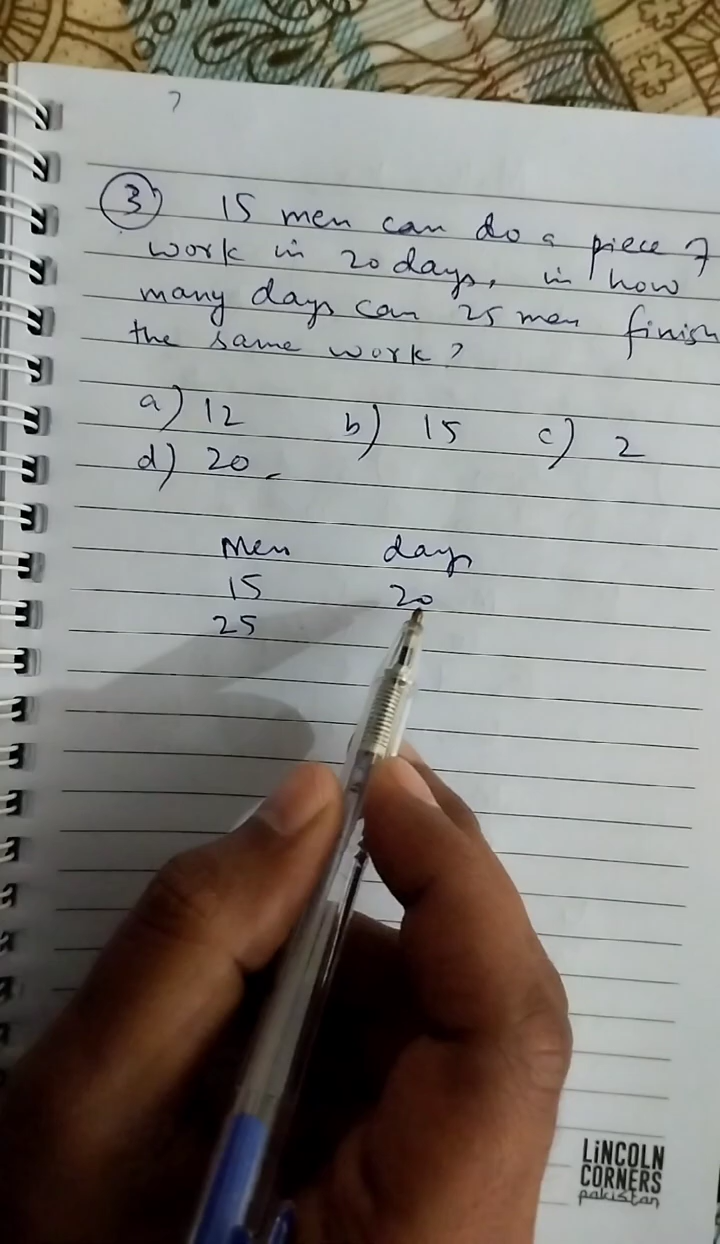 3 15 men can do a piece of
work in 20 days, in how
many days can 25 men finish
the same work?
a) 12 b) 15 c) 2
d) 20
Men days
15 20
25
LiNCOLN
CORNERS
pakistan